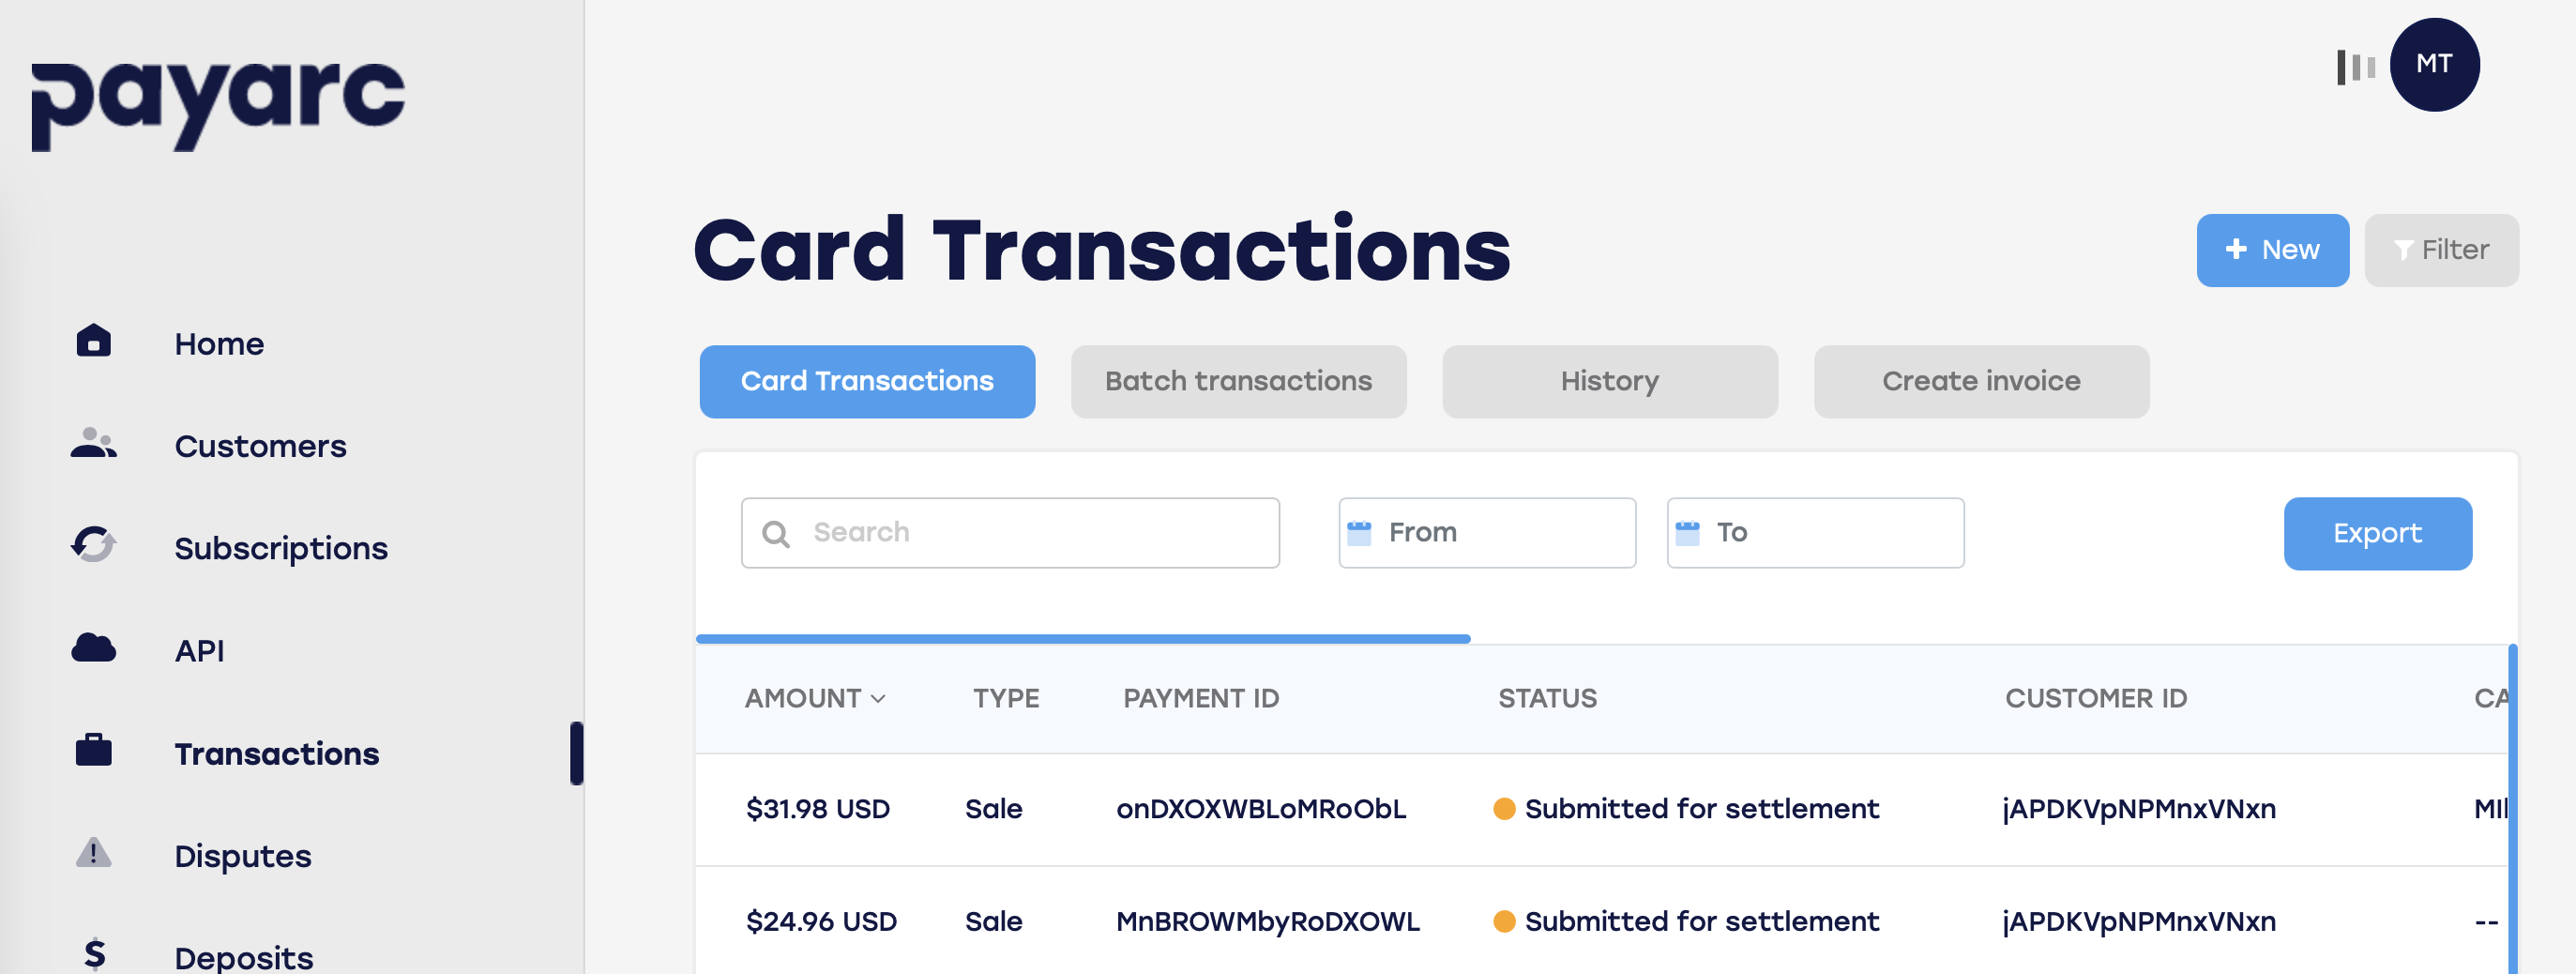 payarc
MT
Home
Customers
Subscriptions
API
Transactions
Disputes
Deposits
Card Transactions
New
Filter
Card Transactions
Batch transactions
History
Create invoice
Search
From
To
Export
AMOUNT TYPE PAYMENT ID STATUS CUSTOMER ID CA
$31.98 USD Sale onDXOXWBLoMRoObL Submitted for settlement jAPDKVpNPMnxVNxn
$24.96 USD Sale MnBROWMbyRoDXOWL Submitted for settlement jAPDKVpNPMnxVNxn --